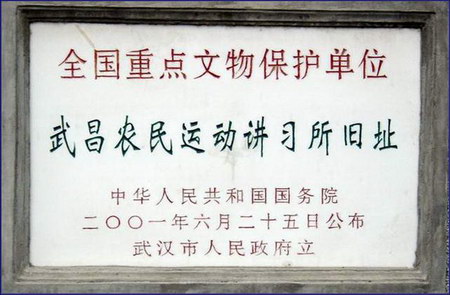 全国重点文物保护单位
武昌农民运动讲习所旧址
中华人民共和国国务院
二〇〇一年六月二十五日公布
武汉市人民政府立